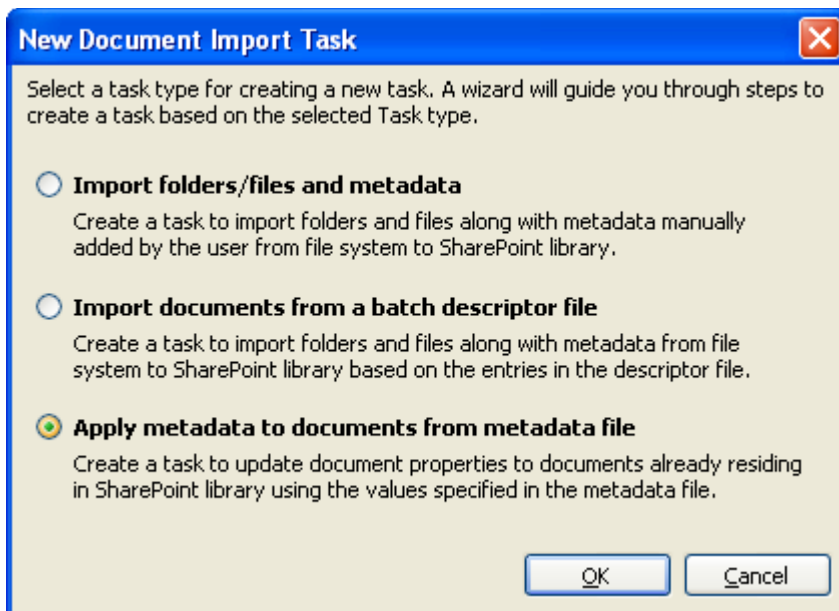 New Document Import Task
Select a task type for creating a new task. A wizard will guide you through steps to
create a task based on the selected Task type.
Import folders/files and metadata
Create a task to import folders and files along with metadata manually
added by the user from file system to SharePoint library.
Import documents from a batch descriptor file
Create a task to import folders and files along with metadata from file
system to SharePoint library based on the entries in the descriptor file.
Apply metadata to documents from metadata file
Create a task to update document properties to documents already residing
in SharePoint library using the values specified in the metadata file.
OK Cancel